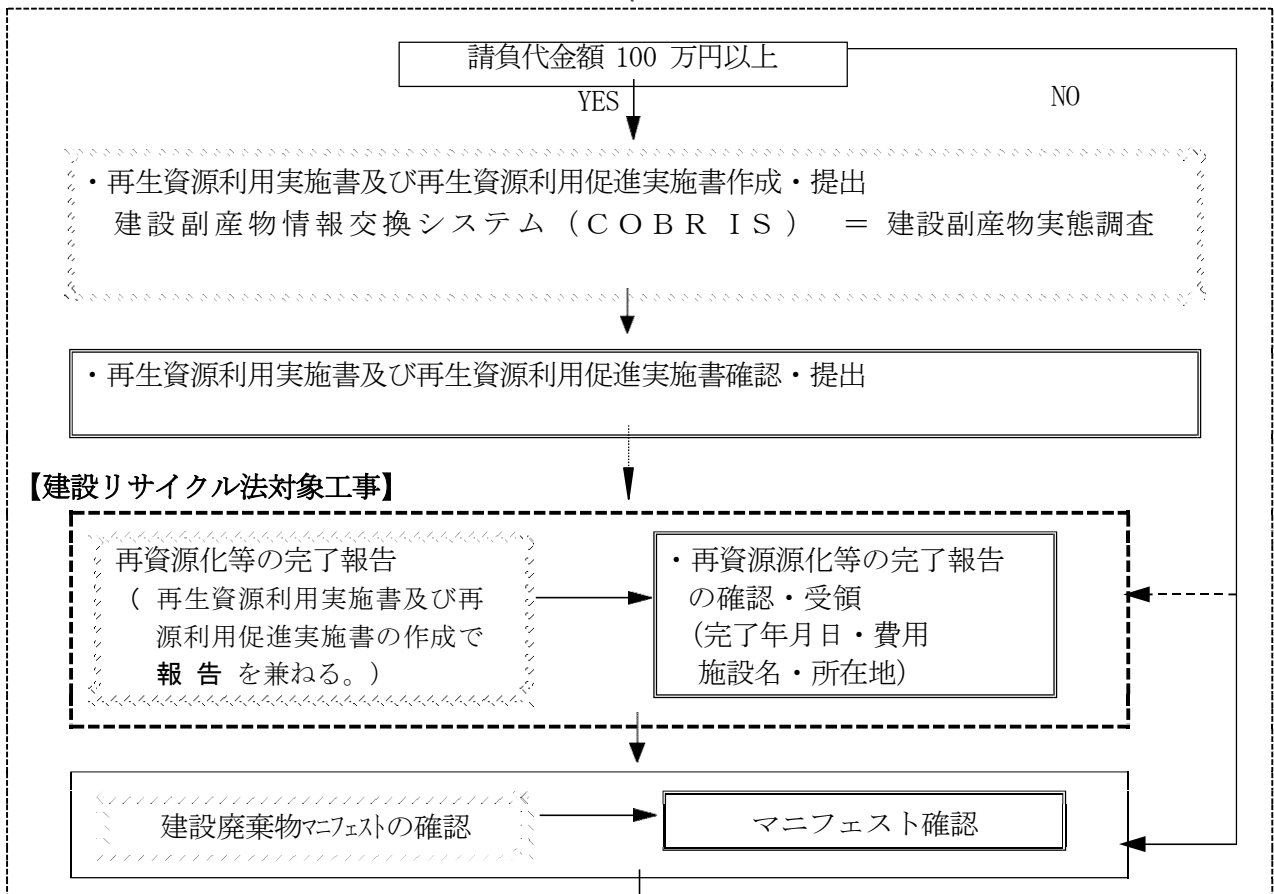 請負代金額 100 万円以上
YES
NO
・再生資源利用実施書及び再生資源利用促進実施書作成・提出
建設副産物情報交換システム（ＣＯＢＲＩＳ） ＝ 建設副産物実態調査
・再生資源利用実施書及び再生資源利用促進実施書確認・提出
【建設リサイクル法対象工事】
再資源化等の完了報告
（ 再生資源利用実施書及び再
源利用促進実施書の作成で
報 告 を兼ねる。）
・再資源源化等の完了報告
の確認・受領
(完了年月日・費用
施設名・所在地)
建設廃棄物ﾏﾆﾌｪｽﾄの確認
マニフェスト確認